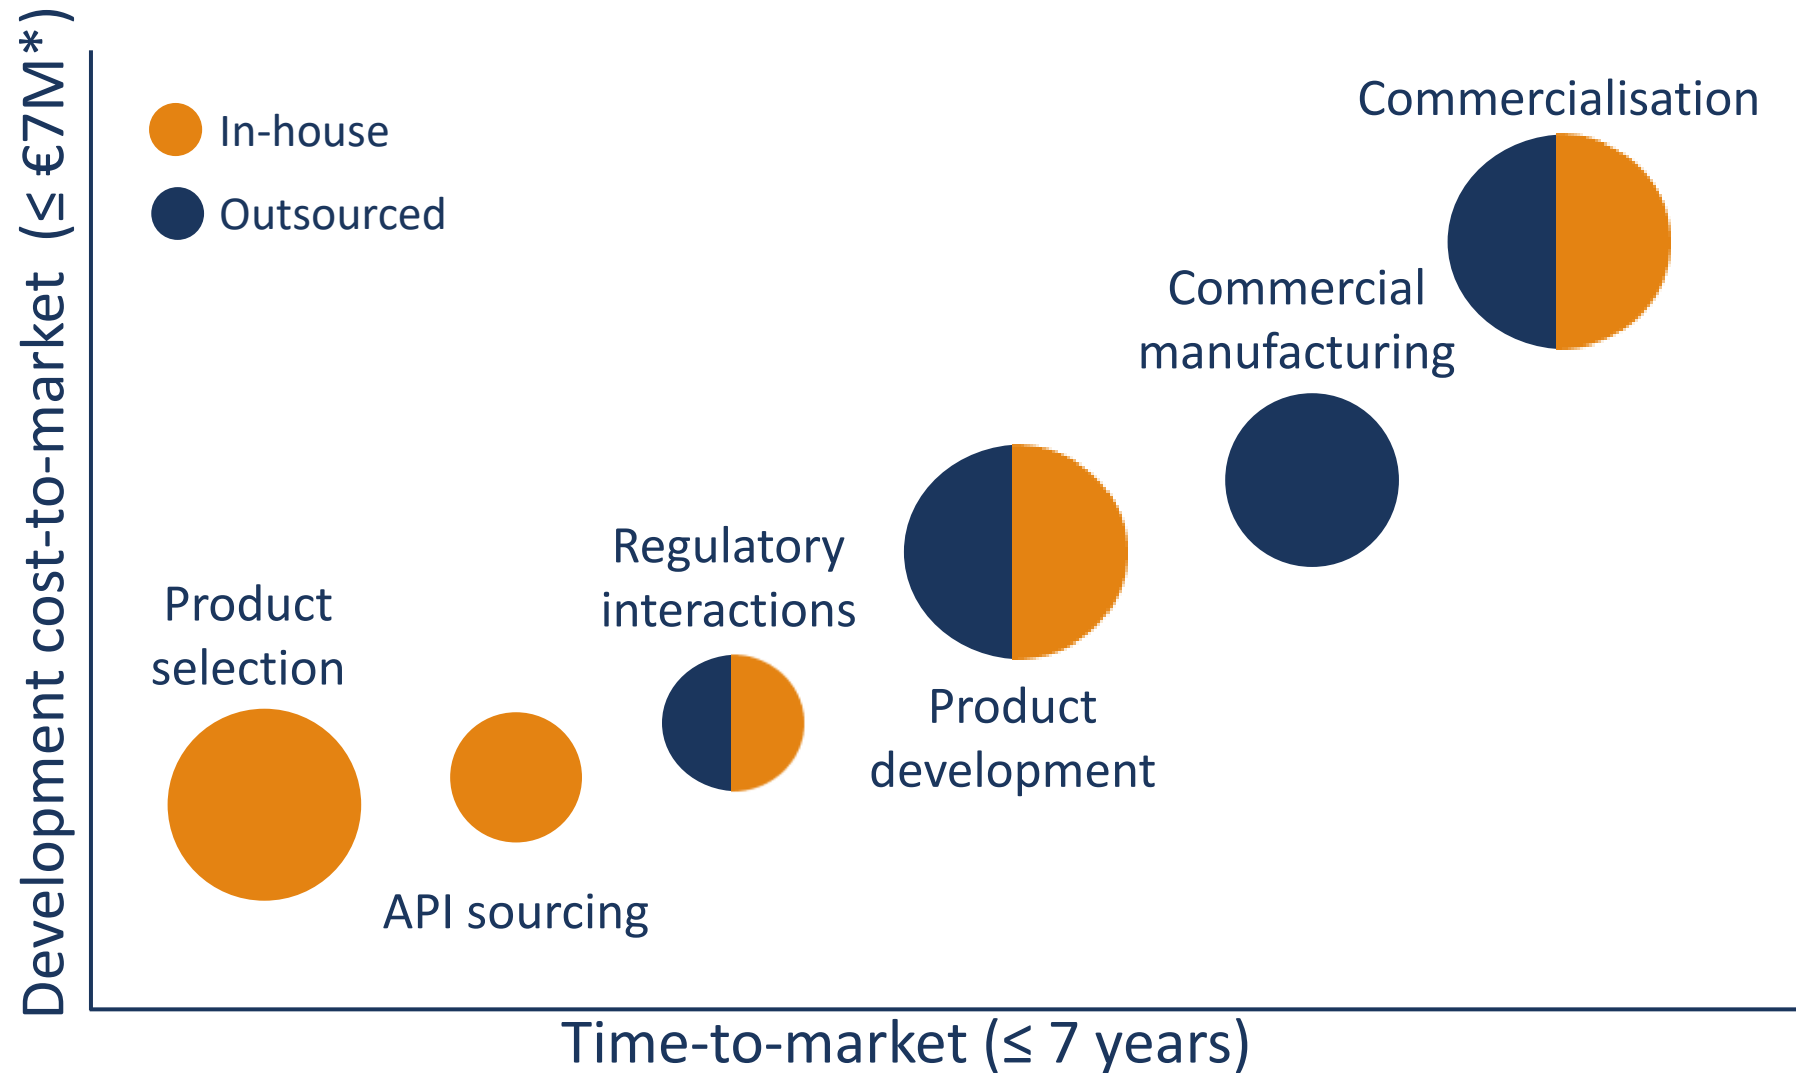 Development cost-to-market (≤ €7M*)
In-house
Outsourced
Commercialisation
Commercial
manufacturing
Regulatory
interactions
Product
selection
Product
development
API sourcing
Time-to-market (≤ 7 years)